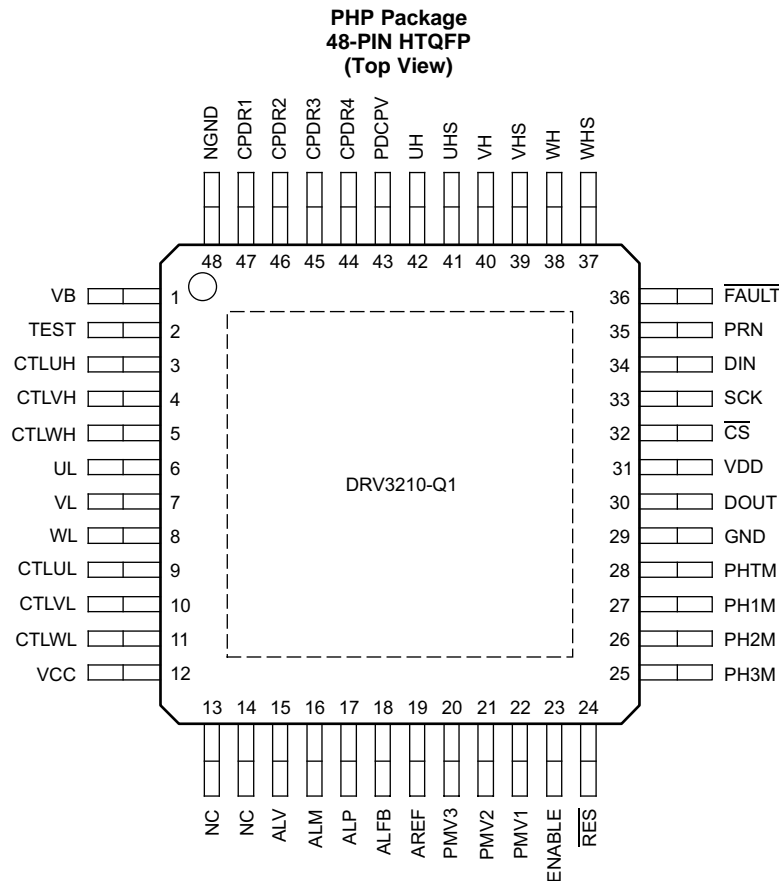 PHP Package
48-PIN HTQFP
(Top View)
NGND
CPDR1
CPDR2
CPDR3
CPDR4
PDCPV
UH
UHS
VH
VHS
WH
WHS
48 47 46 45 44 43 42 41 40 39 38 37
VB 1
TEST 2
CTLUH 3
CTLVH 4
CTLWH 5
UL 6
VL 7
WL 8
CTLUL 9
CTLVL 10
CTLWL 11
VCC 12
DRV3210-Q1
36 FAULT
35 PRN
34 DIN
33 SCK
32 CS
31 VDD
30 DOUT
29 GND
28 PHTM
27 PH1M
26 PH2M
25 PH3M
13 14 15 16 17 18 19 20 21 22 23 24
NC
NC
ALV
ALM
ALP
ALFB
AREF
PMV3
PMV2
PMV1
ENABLE
RES